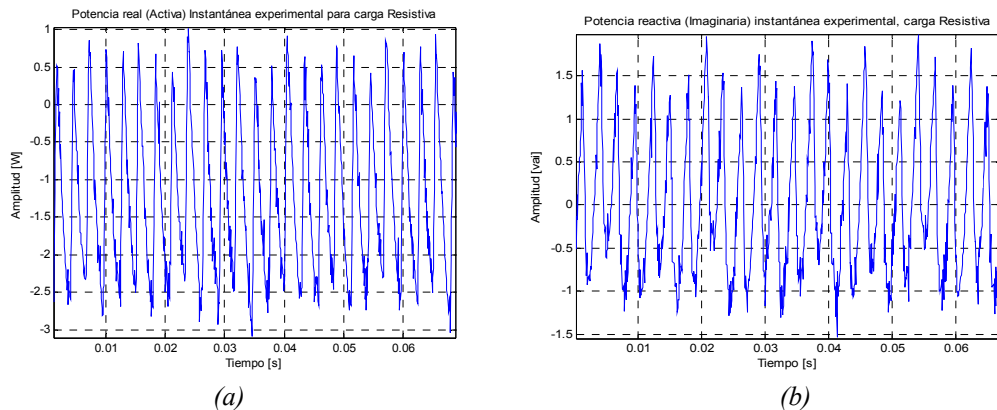 Potencia real (Activa) Instantánea experimental para carga Resistiva
1
0.5
0
-0.5
-1
-1.5
-2
-2.5
-3
Amplitud [W]
0.01 0.02 0.03 0.04 0.05 0.06
Tiempo [s]
(a)
Potencia reactiva (Imaginaria) instantánea experimental, carga Resistiva
1.5
1
0.5
0
-0.5
-1
-1.5
Amplitud [val]
0.01 0.02 0.03 0.04 0.05 0.06
Tiempo [s]
(b)